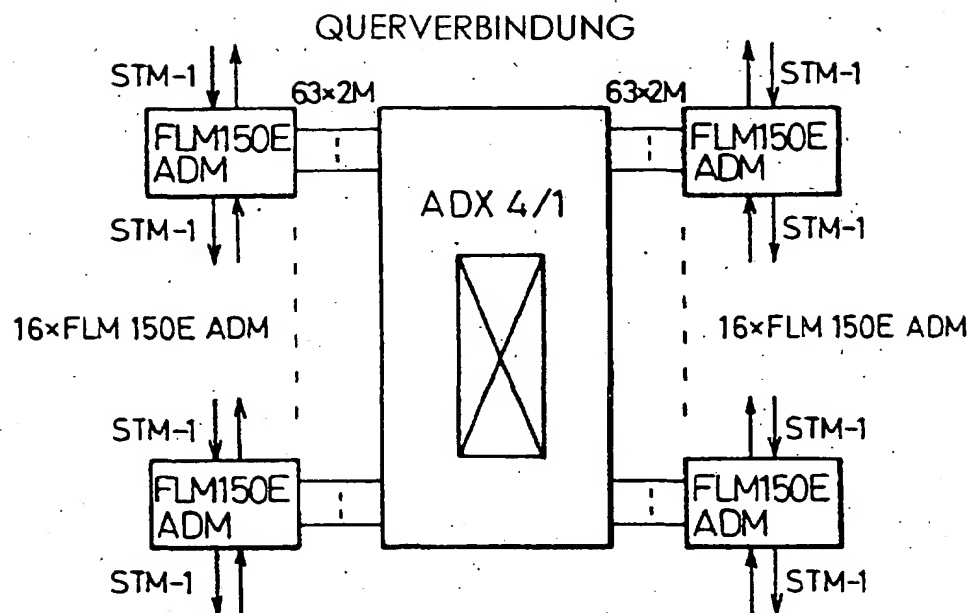 QUERVERBINDUNG
STM-1
63×2M
63×2M
STM-1
FLM150E
ADM
FLM150E
ADM
ADX 4/1
STM-1
STM-1
16×FLM 150E ADM
16×FLM 150E ADM
STM-1
STM-1
FLM150E
ADM
FLM150E
ADM
STM-1
STM-1